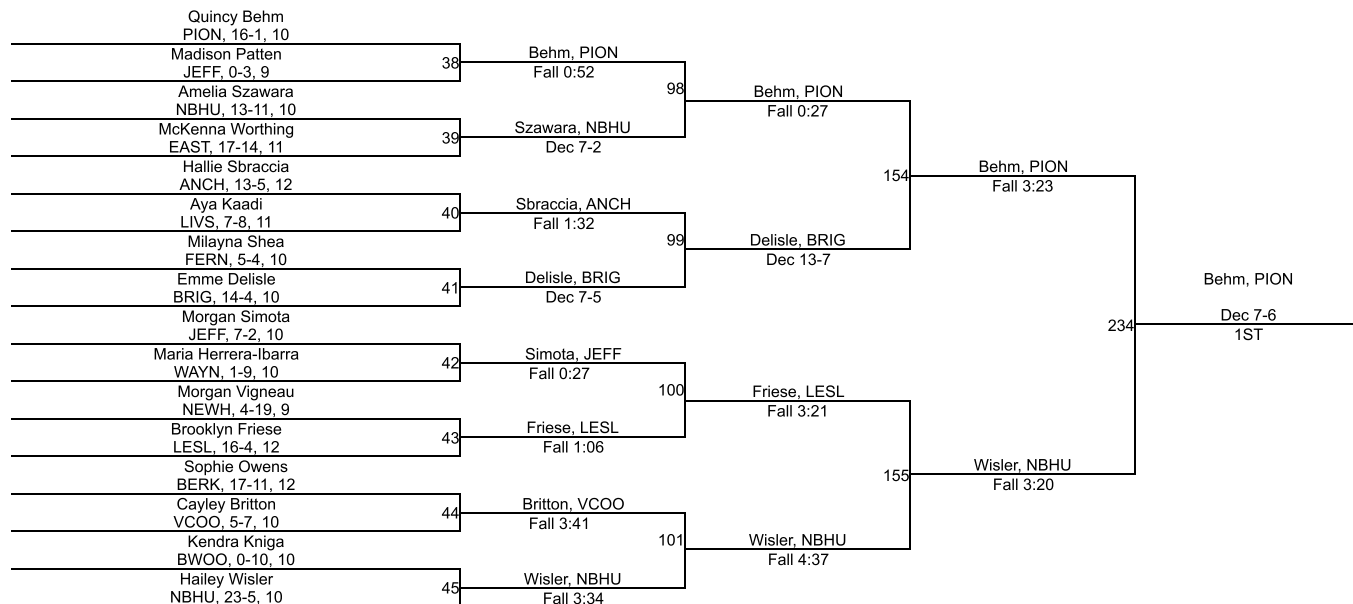 Quincy Behm
PION, 16-1, 10
Madison Patten
JEFF, 0-3, 9
Amelia Szawara
NBHU, 13-11, 10
McKenna Worthing
EAST, 17-14, 11
Hallie Sbraccia
ANCH, 13-5, 12
Aya Kaadi
LIVS, 7-8, 11
Milayna Shea
FERN, 5-4, 10
Emme Delisle
BRIG, 14-4, 10
Morgan Simota
JEFF, 7-2, 10
Maria Herrera-Ibarra
WAYN, 1-9, 10
Morgan Vigneau
NEWH, 4-19, 9
Brooklyn Friese
LESL, 16-4, 12
Sophie Owens
BERK, 17-11, 12
Cayley Britton
VCOO, 5-7, 10
Kendra Kniga
BWOO, 0-10, 10
Hailey Wisler
NBHU, 23-5, 10
38
39
40
41
42
43
44
45
Behm, PION
Fall 0:52
Szawara, NBHU
Dec 7-2
Sbraccia, ANCH
Fall 1:32
Delisle, BRIG
Dec 7-5
Simota, JEFF
Fall 0:27
Friese, LESL
Fall 1:06
Britton, VCOO
Fall 3:41
Wisler, NBHU
Fall 3:34
98
99
100
101
Behm, PION
Fall 0:27
Delisle, BRIG
Dec 13-7
Friese, LESL
Fall 3:21
Wisler, NBHU
Fall 4:37
154
155
Behm, PION
Fall 3:23
Wisler, NBHU
Fall 3:20
234
Behm, PION
Dec 7-6
1ST